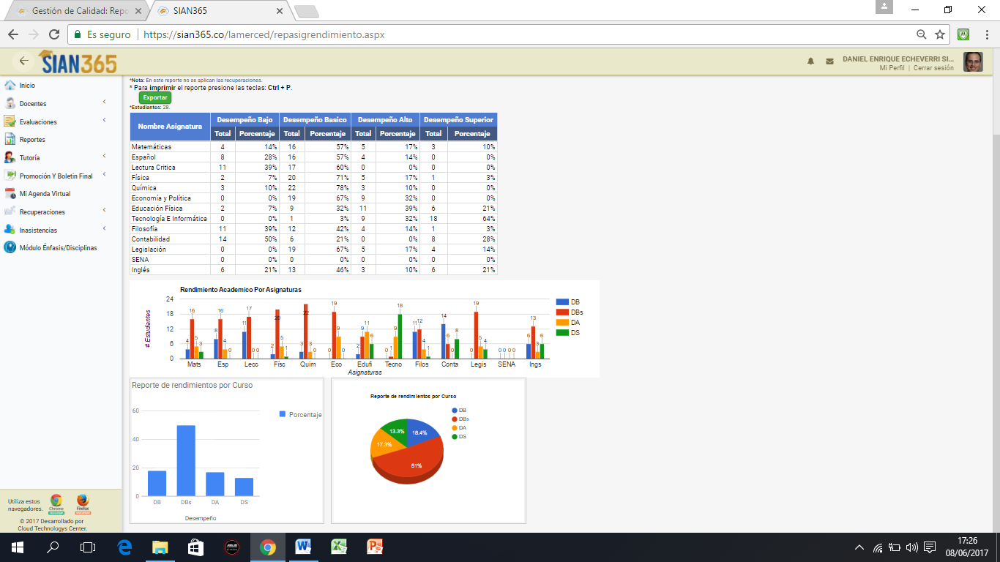 Gestión de Calidad: Repo
SIAN365
Es seguro
https://sian365.co/lamerced/repasigrendimiento.aspx
SIAN365
DANIEL ENRIQUE ECHEVERRI SI...
Mi Perfil | Cerrar sesión
Inicio
Docentes
Evaluaciones
Reportes
Tutoría
Promoción Y Boletin Final
Mi Agenda Virtual
Recuperaciones
Inasistencias
Módulo Énfasis/Disciplinas
Utiliza estos
navegadores.
Chrome
Firefox
© 2017 Desarrollado por
Cloud Technologys Center.
*Nota: En este reporte no se aplican las recuperaciones.
* Para imprimir el reporte presione las teclas: Ctrl + P.
Exportar
*Estudiantes: 28.
Nombre Asignatura Desempeño Bajo Desempeño Basico Desempeño Alto Desempeño Superior
Total Porcentaje Total Porcentaje Total Porcentaje Total Porcentaje
Matemáticas 4 14% 16 57% 5 17% 3 10%
Español 8 28% 16 57% 4 14% 0 0%
Lectura Critica 11 39% 17 60% 0 0% 0 0%
Física 2 7% 20 71% 5 17% 1 3%
Química 3 10% 22 78% 3 10% 0 0%
Economía y Política 0 0% 19 67% 9 32% 0 0%
Educación Física 2 7% 9 32% 11 39% 6 21%
Tecnología E Informática 0 0% 1 3% 9 32% 18 64%
Filosofía 11 39% 12 42% 4 14% 1 3%
Contabilidad 14 50% 6 21% 0 0% 8 28%
Legislación 0 0% 19 67% 5 17% 4 14%
SENA 0 0% 0 0% 0 0% 0 0%
Inglés 6 21% 13 46% 3 10% 6 21%
Rendimiento Academico Por Asignaturas
# Estudiantes
24
18
12
6
0
4 16 5 3
8 16 4 0
11 17 0 0
2 20 5 1
3 22 3 0
0 19 9 0
2 9 11 6
0 1 9 18
11 12 4 1
14 6 0 8
0 19 5 4
0 0 0 0
6 13 3 6
Mats Esp Lecc Físc Quim Eco Edufi Tecno Filos Conta Legis SENA Ings
Asignaturas
DB
DBs
DA
DS
Reporte de rendimientos por Curso
60
40
20
0
DB DBs DA DS
Desempeño
Porcentaje
Reporte de rendimientos por Curso
18.4%
51%
17.3%
13.3%
DB
DBs
DA
DS
17:26
08/06/2017